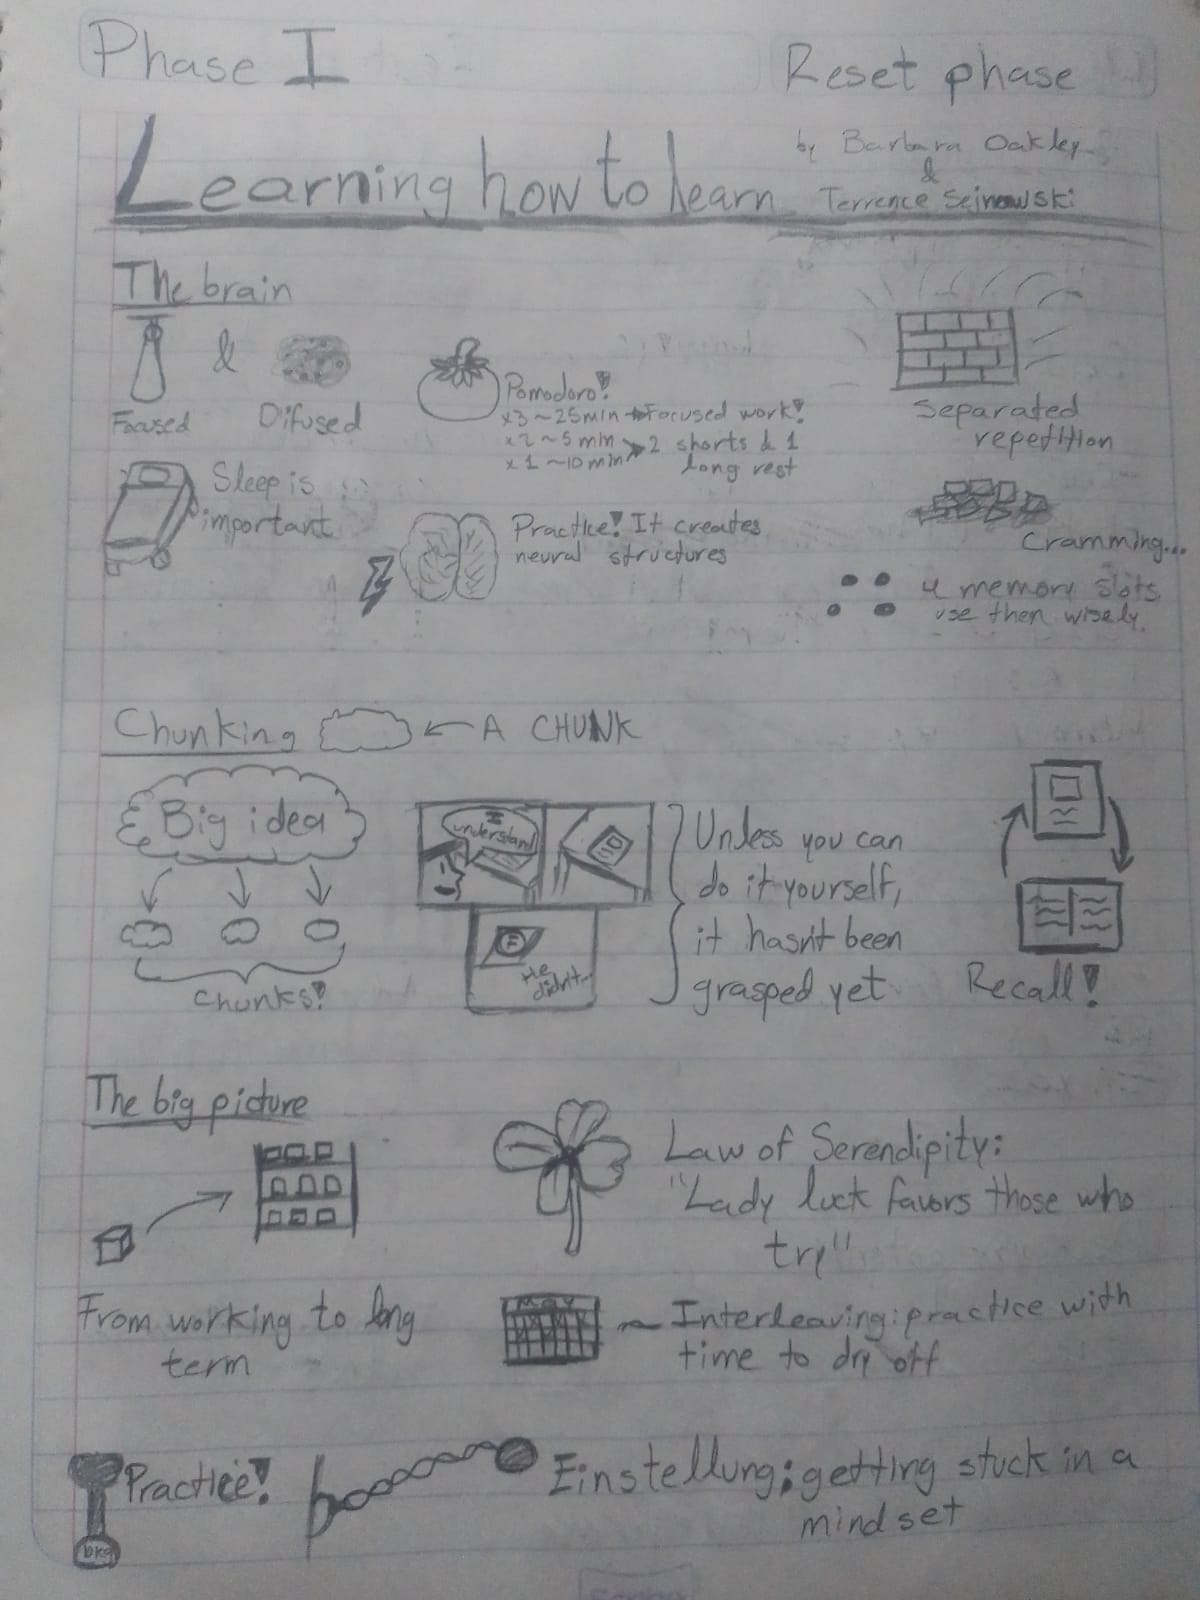 Phase I
Reset phase
Learning how to learn
by Barbara Oakley
&
Terrence Sejnowski
The brain
&
Focused
Difused
Pomodoro!
x3 ~ 25min → Focused work!
x2 ~ 5 min → 2 shorts & 1
x1 ~ 10 min long rest
Separated
repetition
Sleep is
important
Practice! It creates
neural structures
Cramming...
4 memory slots,
use then wisely.
Chunking ← A CHUNK
Big idea
Chunks!
I
understand
F
He
didn't...
Unless you can
do it yourself,
it hasn't been
grasped yet
Recall!
The big picture
Law of Serendipity:
"Lady luck favors those who
try"
From working to long
term
MAY
Interleaving: practice with
time to dry off
Practice!
Einstellung: getting stuck in a
mindset